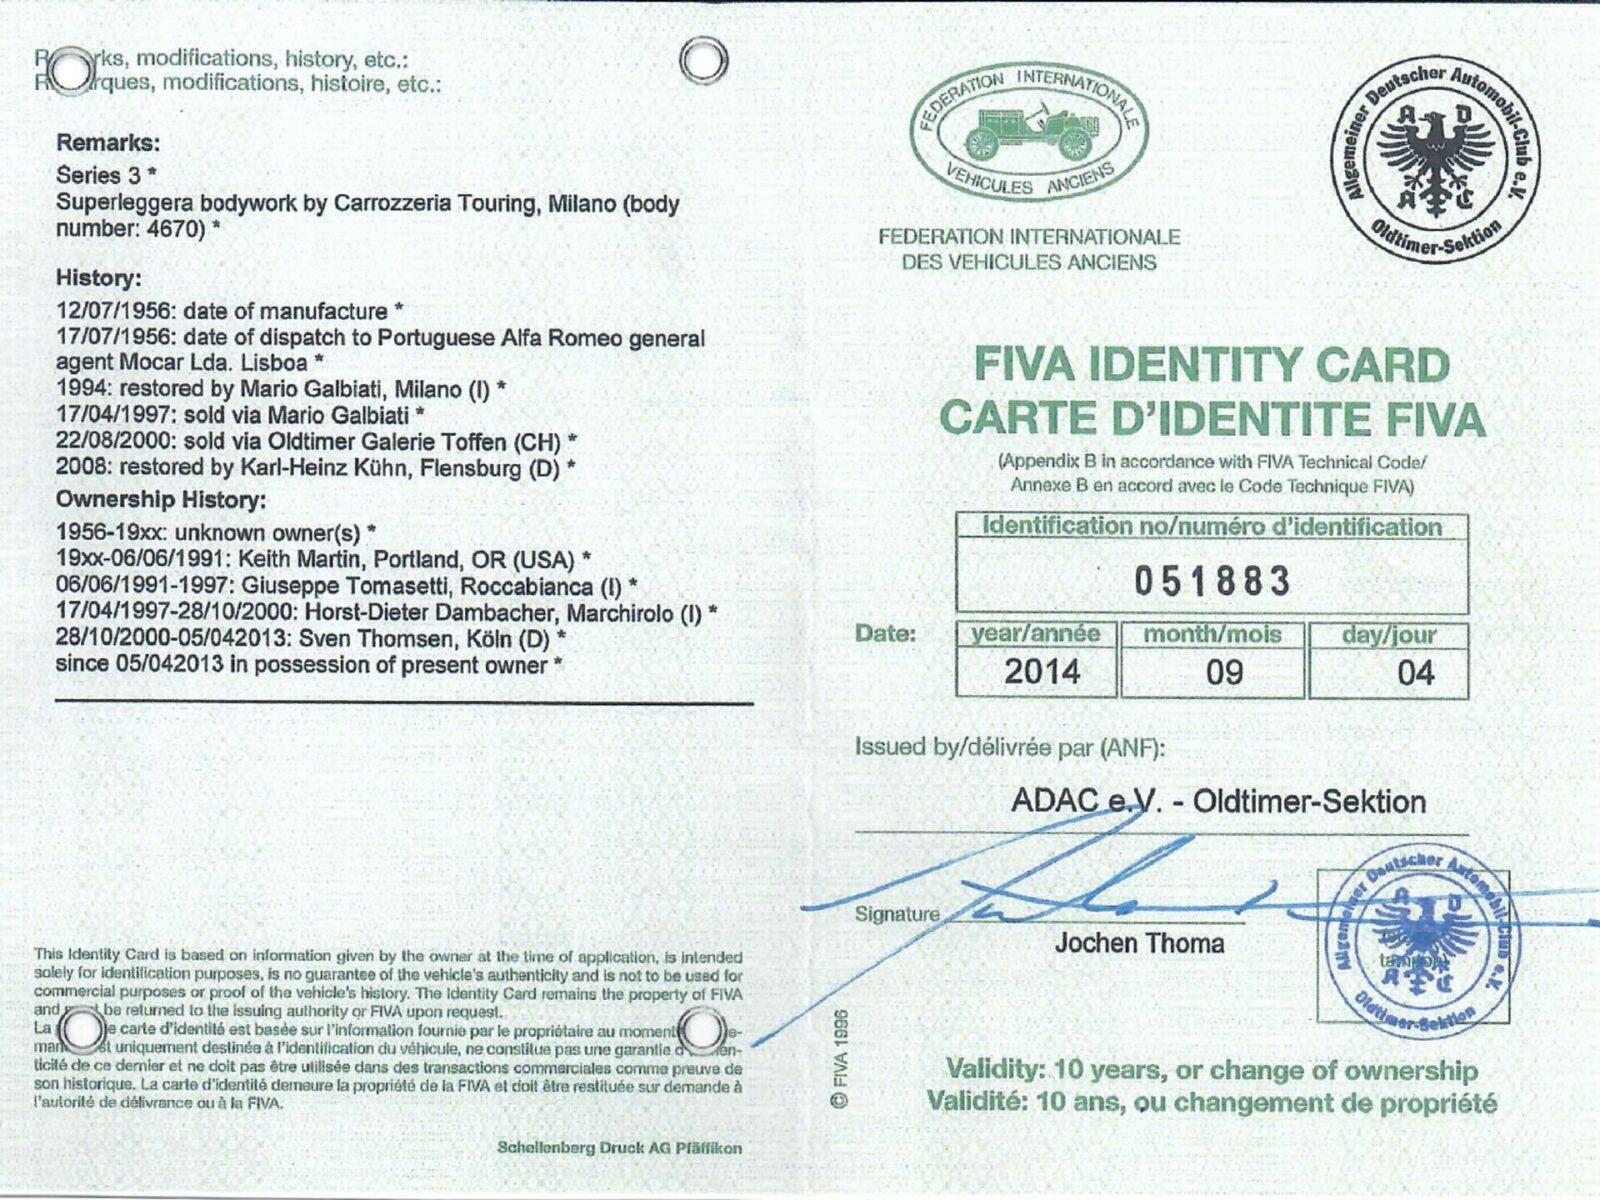 Remarks, modifications, history, etc.:
Remarques, modifications, histoire, etc.:
Remarks:
Series 3 *
Superleggera bodywork by Carrozzeria Touring, Milano (body
number: 4670) *
History:
12/07/1956: date of manufacture *
17/07/1956: date of dispatch to Portuguese Alfa Romeo general
agent Mocar Lda. Lisboa *
1994: restored by Mario Galbiati, Milano (I) *
17/04/1997: sold via Mario Galbiati *
22/08/2000: sold via Oldtimer Galerie Toffen (CH) *
2008: restored by Karl-Heinz Kühn, Flensburg (D) *
Ownership History:
1956-19xx: unknown owner(s) *
19xx-06/06/1991: Keith Martin, Portland, OR (USA) *
06/06/1991-1997: Giuseppe Tomasetti, Roccabianca (I) *
17/04/1997-28/10/2000: Horst-Dieter Dambacher, Marchirolo (I) *
28/10/2000-05/042013: Sven Thomsen, Köln (D) *
since 05/042013 in possession of present owner *
This Identity Card is based on information given by the owner at the time of application, is intended
solely for identification purposes, is no guarantee of the vehicle's authenticity and is not to be used for
commercial purposes or proof of the vehicle's history. The Identity Card remains the property of FIVA
and must be returned to the issuing authority or FIVA upon request.
La carte d'identité est basée sur l'information fournie par le propriétaire au moment de-
mande est uniquement destinée à l'identification du véhicule, ne constitue pas une garantie d'authen-
ticité de ce dernier et ne doit pas être utilisée dans des transactions commerciales comme preuve de
son historique. La carte d'identité demeure la propriété de la FIVA et doit être restituée sur demande à
l'autorité de délivrance ou à la FIVA.
Schellenberg Druck AG Pfäffikon
FEDERATION INTERNATIONALE
VEHICULES ANCIENS
FEDERATION INTERNATIONALE
DES VEHICULES ANCIENS
Allgemeiner Deutscher Automobil-Club e.V.
A D
A C
Oldtimer-Sektion
FIVA IDENTITY CARD
CARTE D'IDENTITE FIVA
(Appendix B in accordance with FIVA Technical Code/
Annexe B en accord avec le Code Technique FIVA)
Identification no/numéro d'identification
051883
Date: year/année month/mois day/jour
2014 09 04
Issued by/délivrée par (ANF):
ADAC e.V. - Oldtimer-Sektion
Signature
Jochen Thoma
Allgemeiner Deutscher Automobil-Club e.V.
A D
A C
Oldtimer-Sektion
© FIVA 1996
Validity: 10 years, or change of ownership
Validité: 10 ans, ou changement de propriété